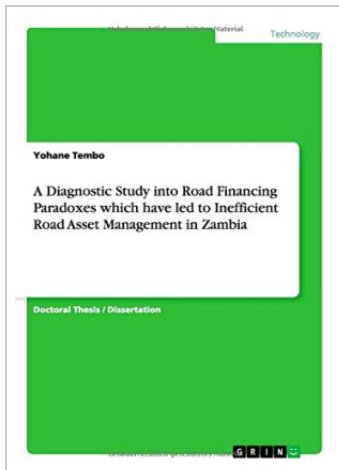 Technology
Yohane Tembo
A Diagnostic Study into Road Financing
Paradoxes which have led to Inefficient
Road Asset Management in Zambia
Doctoral Thesis / Dissertation
GRIN